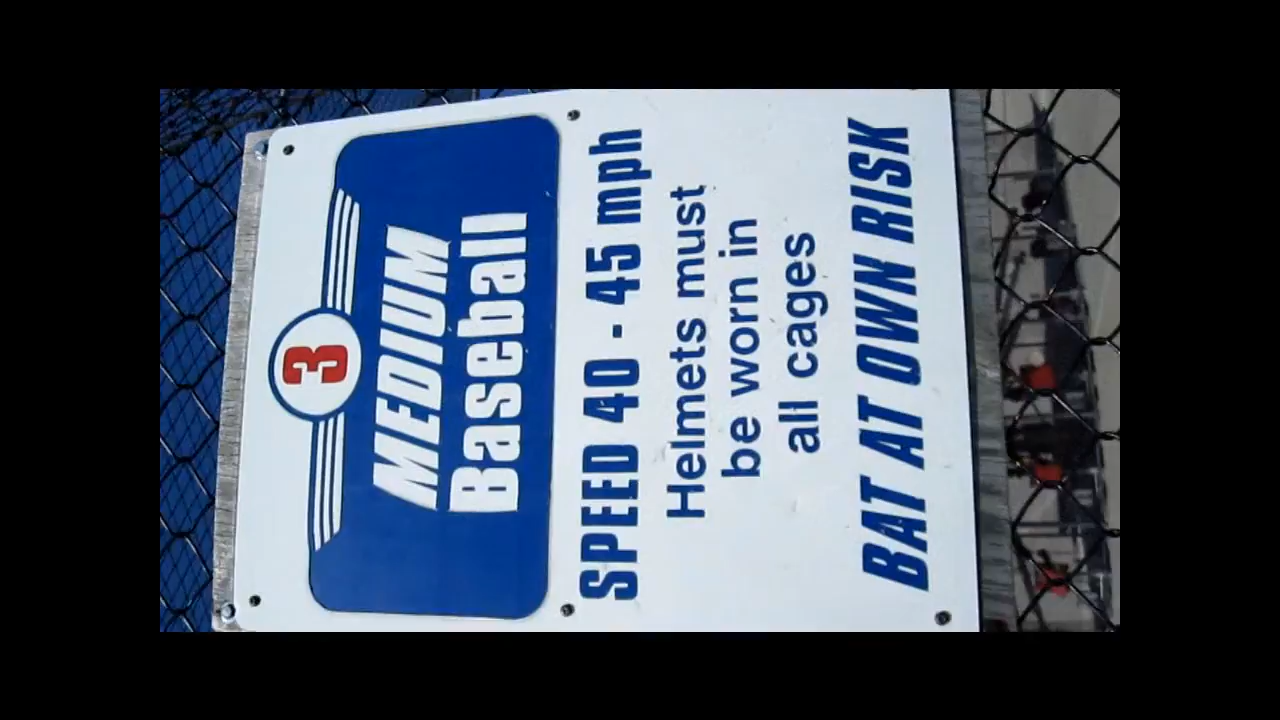 3
MEDIUM
Baseball
SPEED 40 - 45 mph
Helmets must
be worn in
all cages
BAT AT OWN RISK